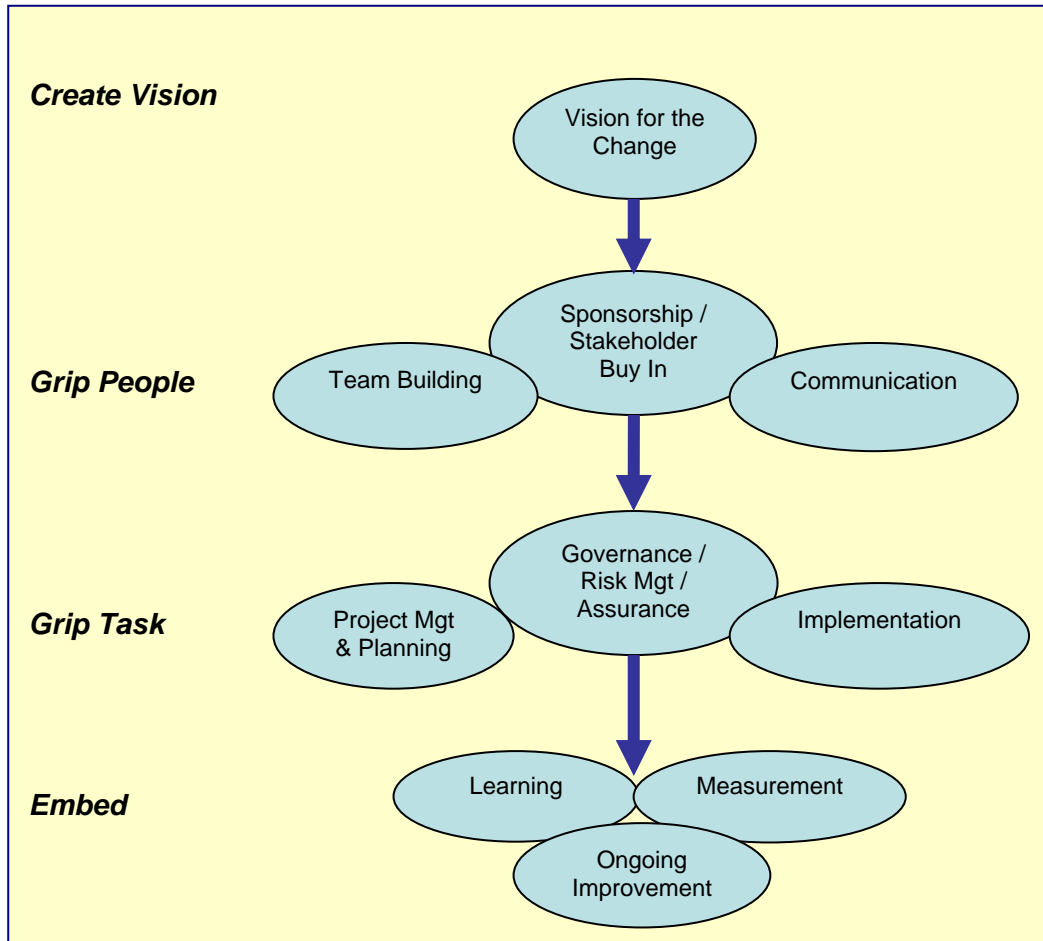 Create Vision
Vision for the
Change
Sponsorship /
Stakeholder
Buy In
Grip People
Team Building
Communication
Governance /
Risk Mgt /
Assurance
Grip Task
Project Mgt
& Planning
Implementation
Embed
Learning
Measurement
Ongoing
Improvement